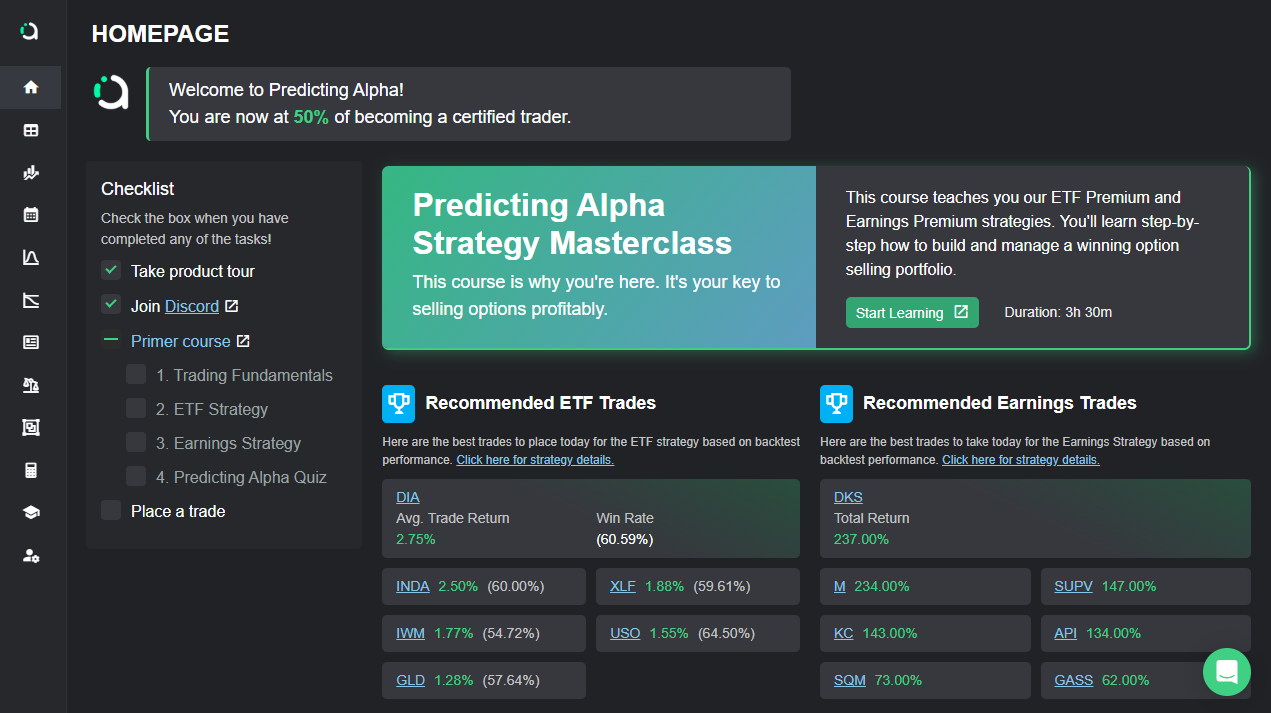 HOMEPAGE
Welcome to Predicting Alpha!
You are now at 50% of becoming a certified trader.
Checklist
Check the box when you have
completed any of the tasks!
Take product tour
Join Discord
Primer course
1. Trading Fundamentals
2. ETF Strategy
3. Earnings Strategy
4. Predicting Alpha Quiz
Place a trade
Predicting Alpha
Strategy Masterclass
This course is why you're here. It's your key to
selling options profitably.
This course teaches you our ETF Premium and
Earnings Premium strategies. You'll learn step-by-
step how to build and manage a winning option
selling portfolio.
Start Learning
Duration: 3h 30m
Recommended ETF Trades
Here are the best trades to place today for the ETF strategy based on backtest
performance. Click here for strategy details.
DIA
Avg. Trade Return Win Rate
2.75% (60.59%)
INDA 2.50% (60.00%)
XLF 1.88% (59.61%)
IWM 1.77% (54.72%)
USO 1.55% (64.50%)
GLD 1.28% (57.64%)
Recommended Earnings Trades
Here are the best trades to take today for the Earnings Strategy based on
backtest performance. Click here for strategy details.
DKS
Total Return
237.00%
M 234.00%
SUPV 147.00%
KC 143.00%
API 134.00%
SQM 73.00%
GASS 62.00%